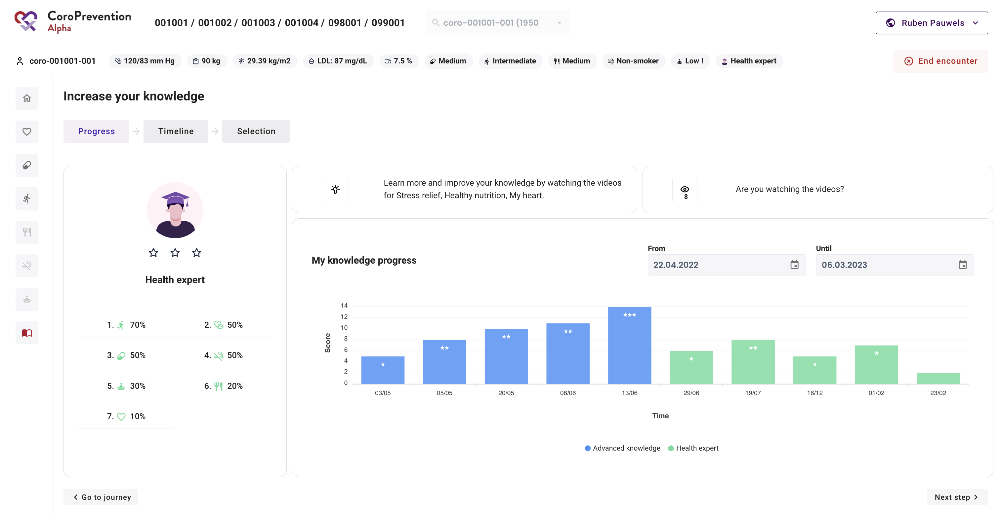 CoroPrevention
Alpha
001001 / 001002 / 001003 / 001004 / 098001 / 099001
coro-001001-001 (1950)
Ruben Pauwels
coro-001001-001
120/83 mm Hg
90 kg
29.39 kg/m2
LDL: 87 mg/dL
7.5 %
Medium
Intermediate
Medium
Non-smoker
Low !
Health expert
End encounter
Increase your knowledge
Progress
Timeline
Selection
Health expert
1. 70%
2. 50%
3. 50%
4. 50%
5. 30%
6. 20%
7. 10%
Learn more and improve your knowledge by watching the videos
for Stress relief, Healthy nutrition, My heart.
8
Are you watching the videos?
My knowledge progress
From
22.04.2022
Until
06.03.2023
Score
14
12
10
8
6
4
2
0
03/05
05/05
20/05
08/06
13/06
29/06
19/07
16/12
01/02
23/02
Time
Advanced knowledge
Health expert
Go to journey
Next step